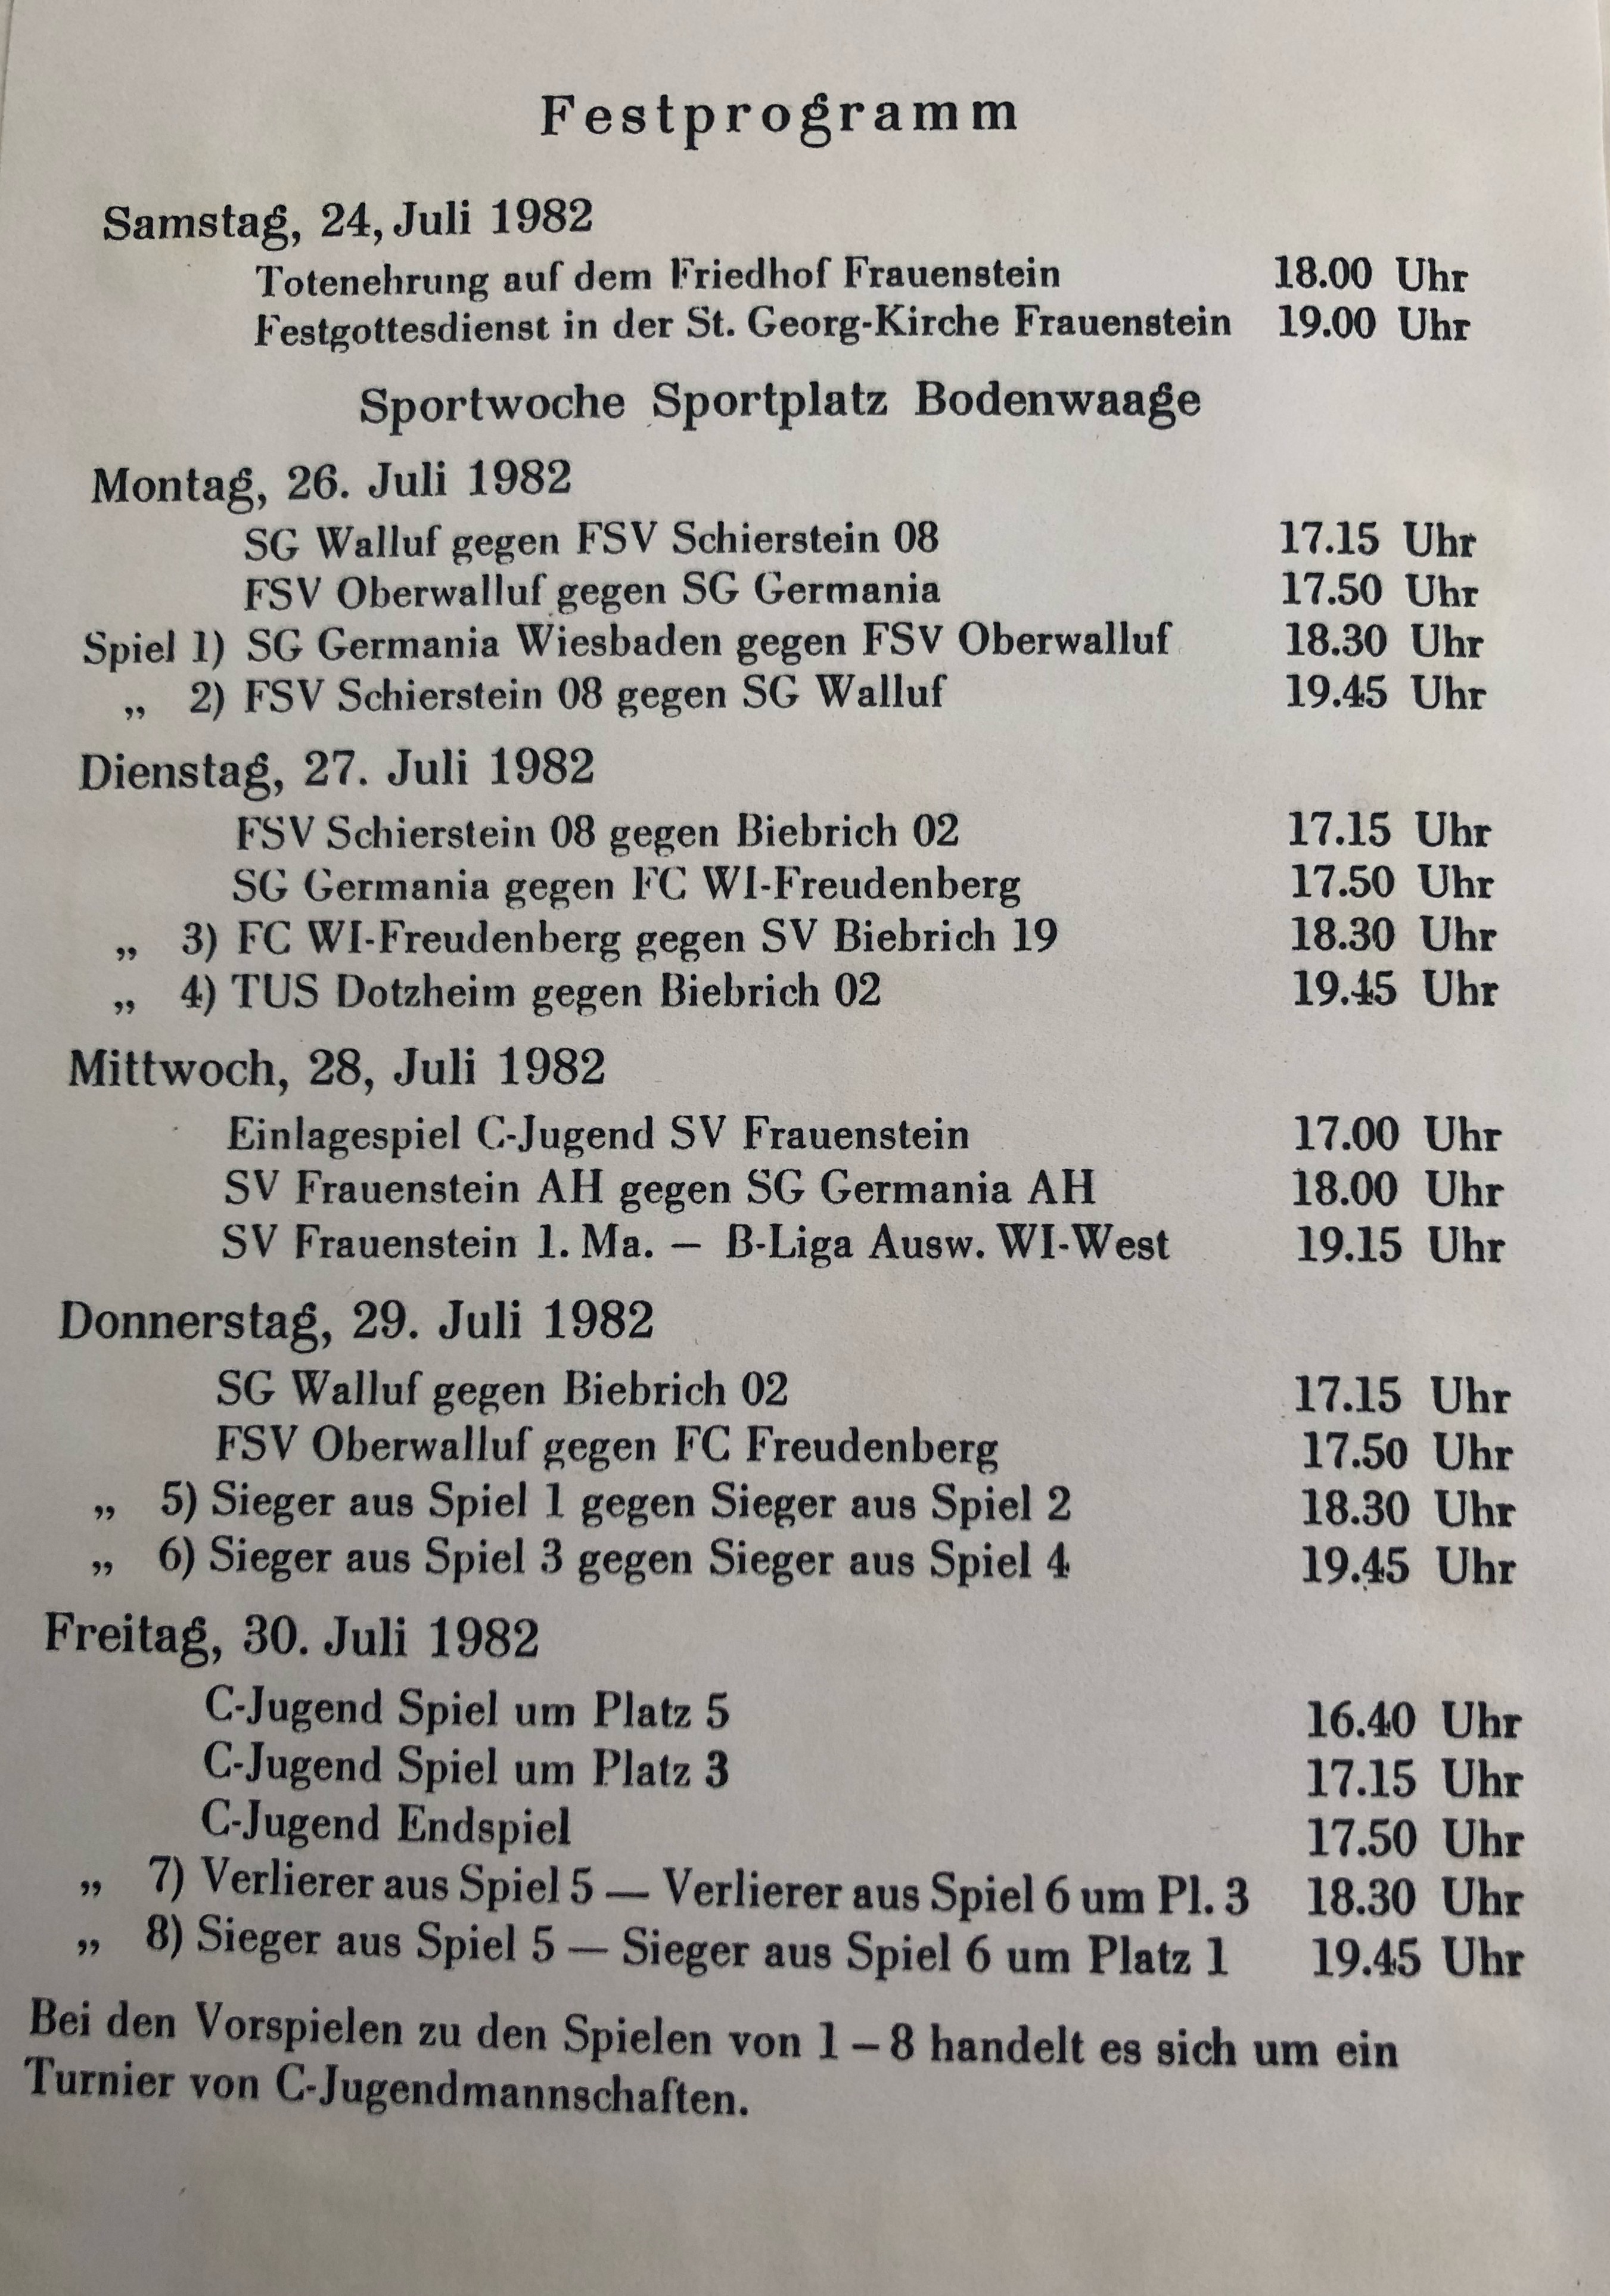 Festprogramm
Samstag, 24, Juli 1982
Totenehrung auf dem Friedhof Frauenstein 18.00 Uhr
Festgottesdienst in der St. Georg-Kirche Frauenstein 19.00 Uhr
Sportwoche Sportplatz Bodenwaage
Montag, 26. Juli 1982
SG Walluf gegen FSV Schierstein 08 17.15 Uhr
FSV Oberwalluf gegen SG Germania 17.50 Uhr
Spiel 1) SG Germania Wiesbaden gegen FSV Oberwalluf 18.30 Uhr
„ 2) FSV Schierstein 08 gegen SG Walluf 19.45 Uhr
Dienstag, 27. Juli 1982
FSV Schierstein 08 gegen Biebrich 02 17.15 Uhr
SG Germania gegen FC WI-Freudenberg 17.50 Uhr
„ 3) FC WI-Freudenberg gegen SV Biebrich 19 18.30 Uhr
„ 4) TUS Dotzheim gegen Biebrich 02 19.45 Uhr
Mittwoch, 28, Juli 1982
Einlagespiel C-Jugend SV Frauenstein 17.00 Uhr
SV Frauenstein AH gegen SG Germania AH 18.00 Uhr
SV Frauenstein 1. Ma. – B-Liga Ausw. WI-West 19.15 Uhr
Donnerstag, 29. Juli 1982
SG Walluf gegen Biebrich 02 17.15 Uhr
FSV Oberwalluf gegen FC Freudenberg 17.50 Uhr
„ 5) Sieger aus Spiel 1 gegen Sieger aus Spiel 2 18.30 Uhr
„ 6) Sieger aus Spiel 3 gegen Sieger aus Spiel 4 19.45 Uhr
Freitag, 30. Juli 1982
C-Jugend Spiel um Platz 5 16.40 Uhr
C-Jugend Spiel um Platz 3 17.15 Uhr
C-Jugend Endspiel 17.50 Uhr
„ 7) Verlierer aus Spiel 5 — Verlierer aus Spiel 6 um Pl. 3 18.30 Uhr
„ 8) Sieger aus Spiel 5 — Sieger aus Spiel 6 um Platz 1 19.45 Uhr
Bei den Vorspielen zu den Spielen von 1 – 8 handelt es sich um ein
Turnier von C-Jugendmannschaften.